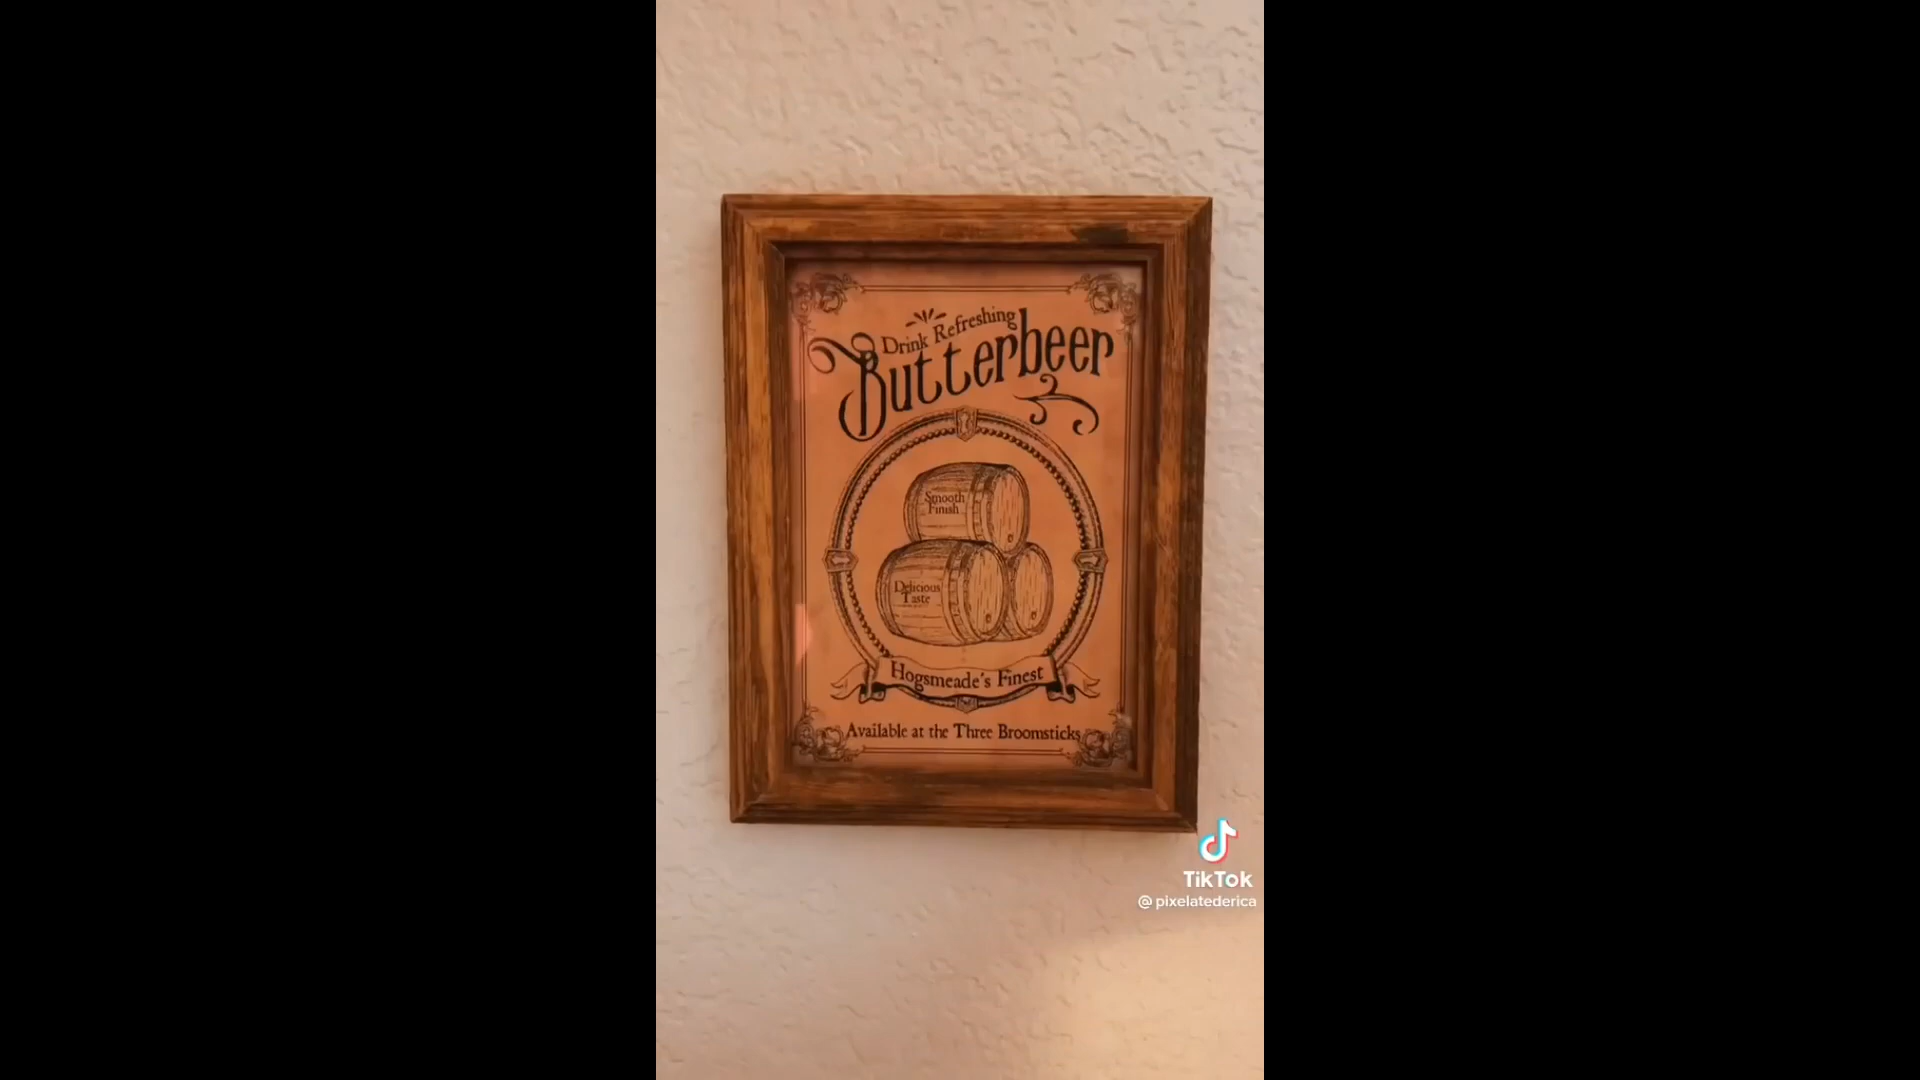 Drink Refreshing
Butterbeer
Smooth
Finish
Delicious
Taste
Hogsmeade's Finest
Available at the Three Broomsticks
TikTok
@pixelatederica